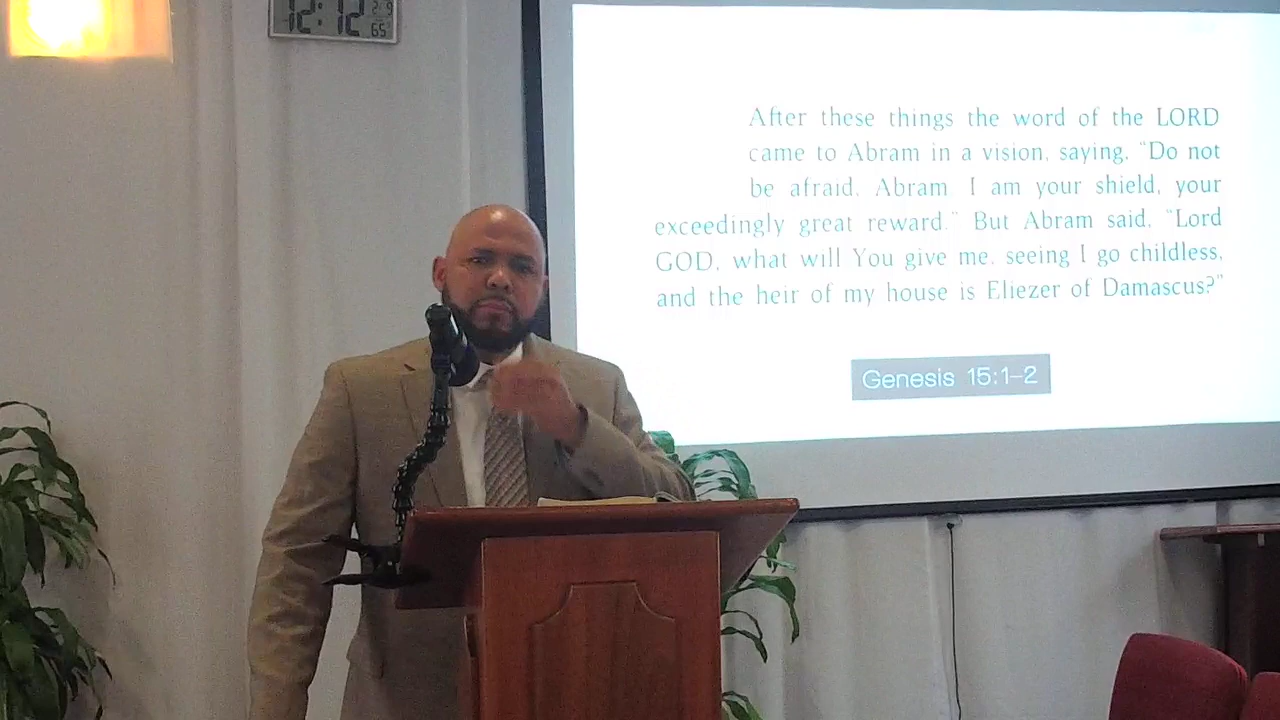 12:12
65
After these things the word of the LORD
came to Abram in a vision, saying, “Do not
be afraid, Abram. I am your shield, your
exceedingly great reward.” But Abram said, “Lord
GOD, what will You give me, seeing I go childless,
and the heir of my house is Eliezer of Damascus?”
Genesis 15:1–2